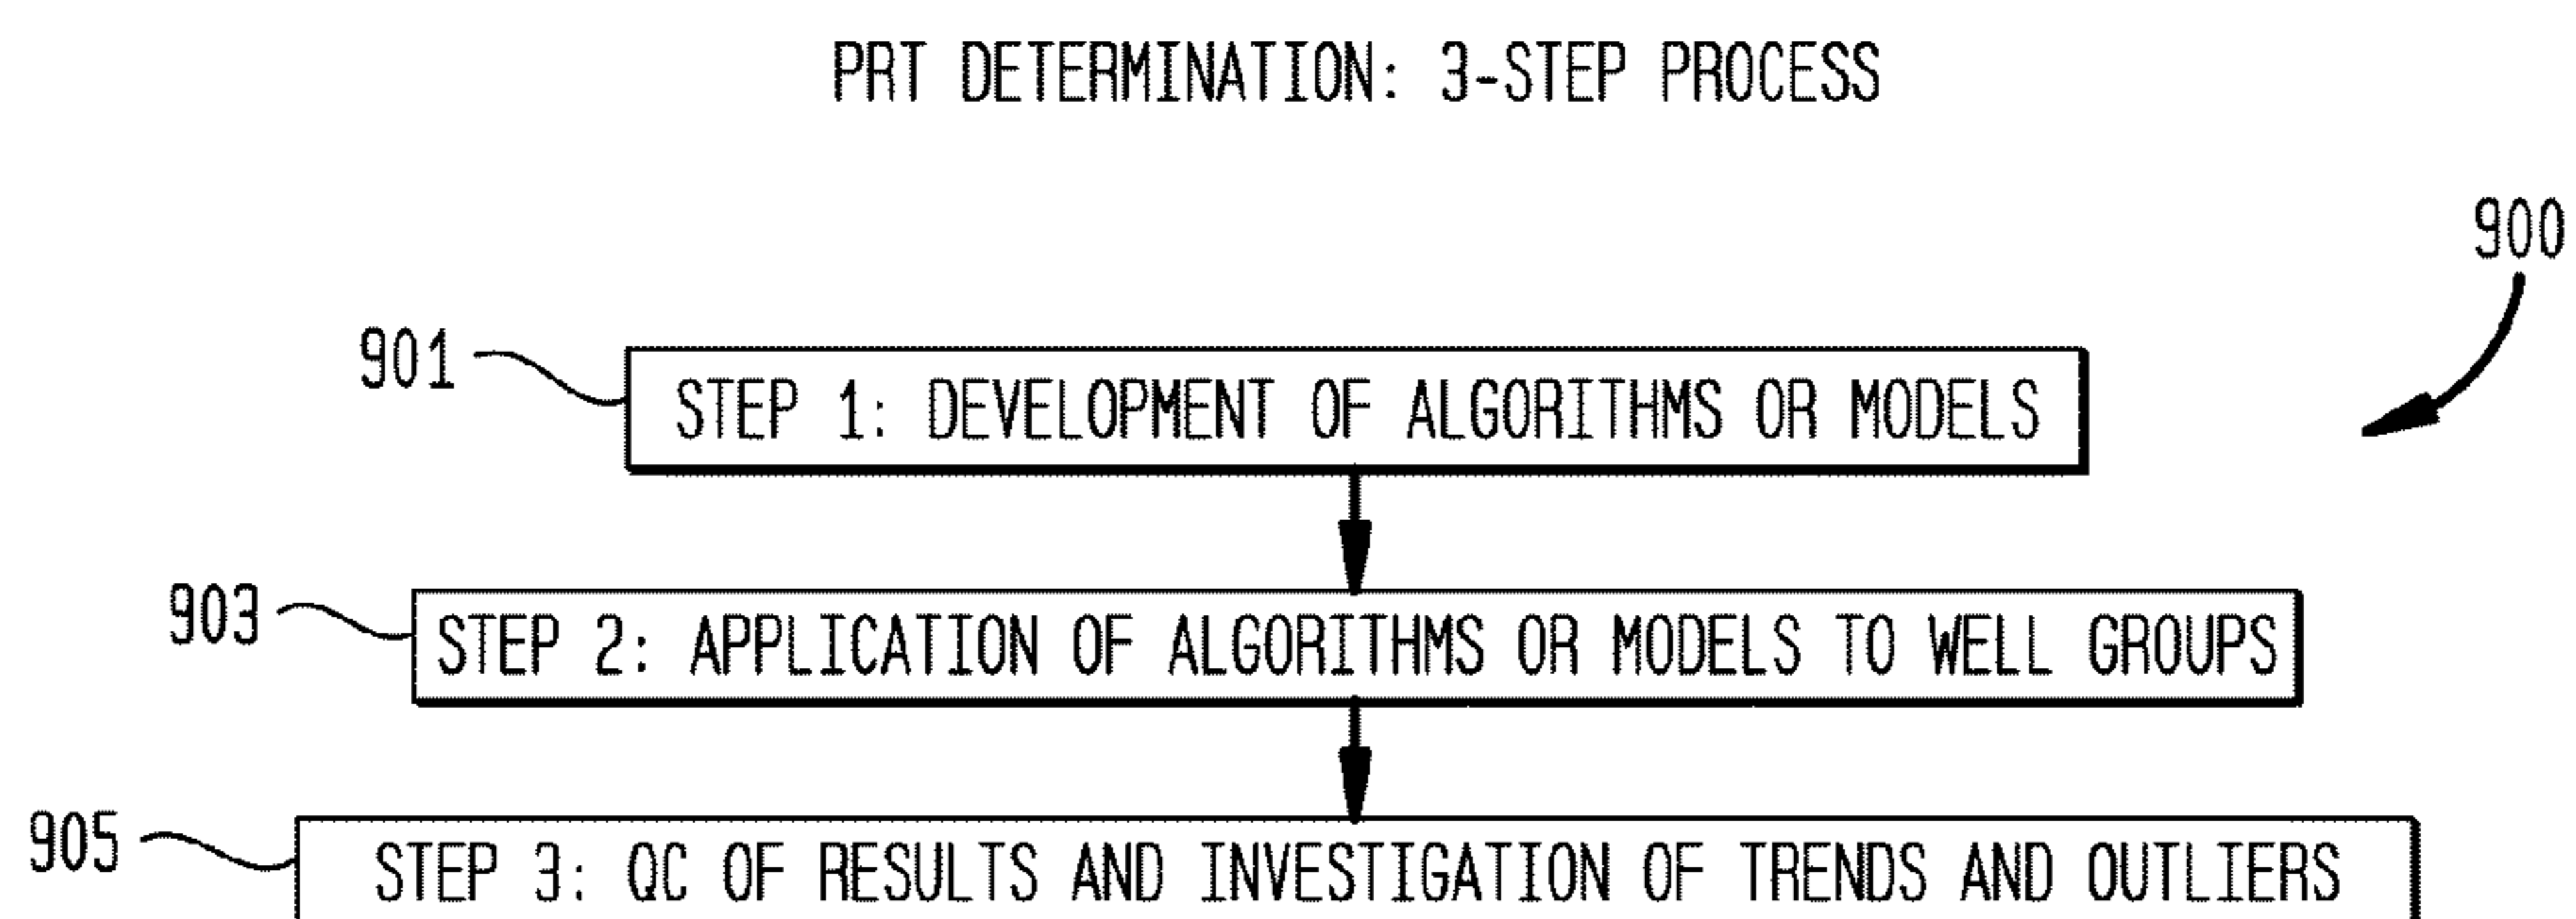 PRT DETERMINATION: 3-STEP PROCESS
900
901
STEP 1: DEVELOPMENT OF ALGORITHMS OR MODELS
903
STEP 2: APPLICATION OF ALGORITHMS OR MODELS TO WELL GROUPS
905
STEP 3: QC OF RESULTS AND INVESTIGATION OF TRENDS AND OUTLIERS